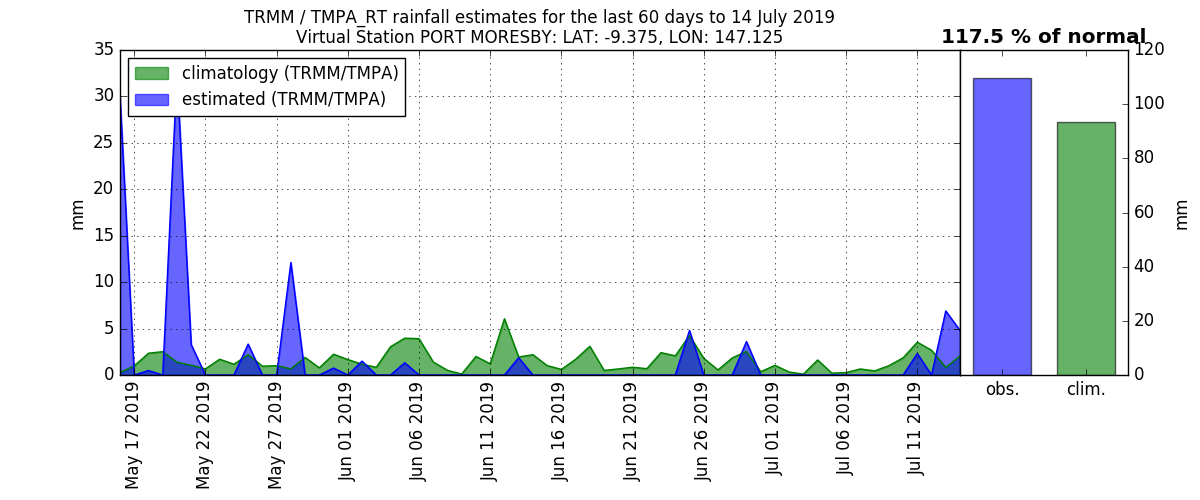 TRMM / TMPA_RT rainfall estimates for the last 60 days to 14 July 2019
Virtual Station PORT MORESBY: LAT: -9.375, LON: 147.125
117.5 % of normal
climatology (TRMM/TMPA)
estimated (TRMM/TMPA)
35
30
25
20
15
10
5
0
mm
May 17 2019
May 22 2019
May 27 2019
Jun 01 2019
Jun 06 2019
Jun 11 2019
Jun 16 2019
Jun 21 2019
Jun 26 2019
Jul 01 2019
Jul 06 2019
Jul 11 2019
obs.
clim.
120
100
80
60
40
20
0
mm